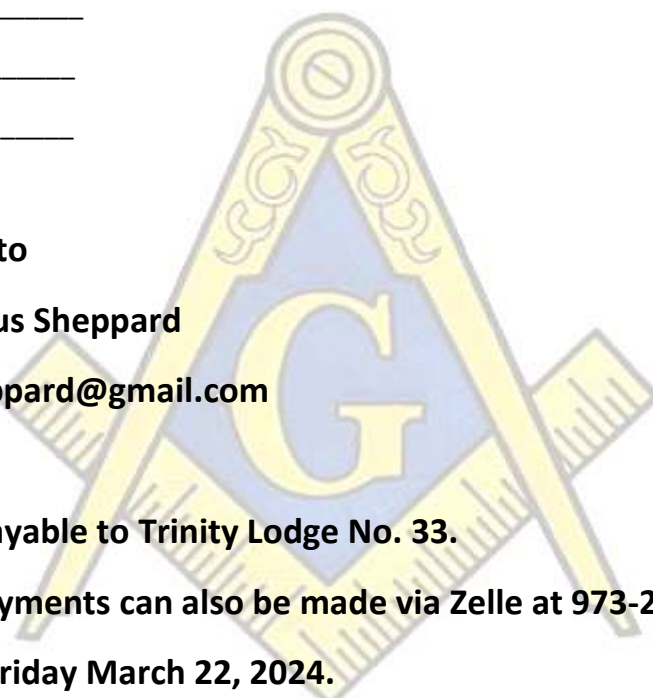 to
us Sheppard
ppard@gmail.com
G
ayable to Trinity Lodge No. 33.
yments can also be made via Zelle at 973-2
riday March 22, 2024.